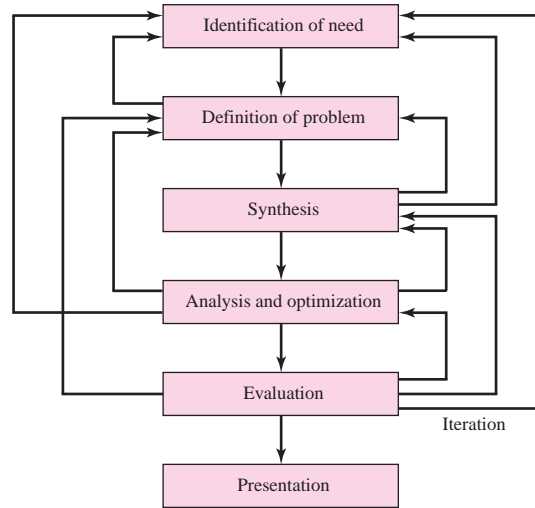 Identification of need
Definition of problem
Synthesis
Analysis and optimization
Evaluation
Iteration
Presentation